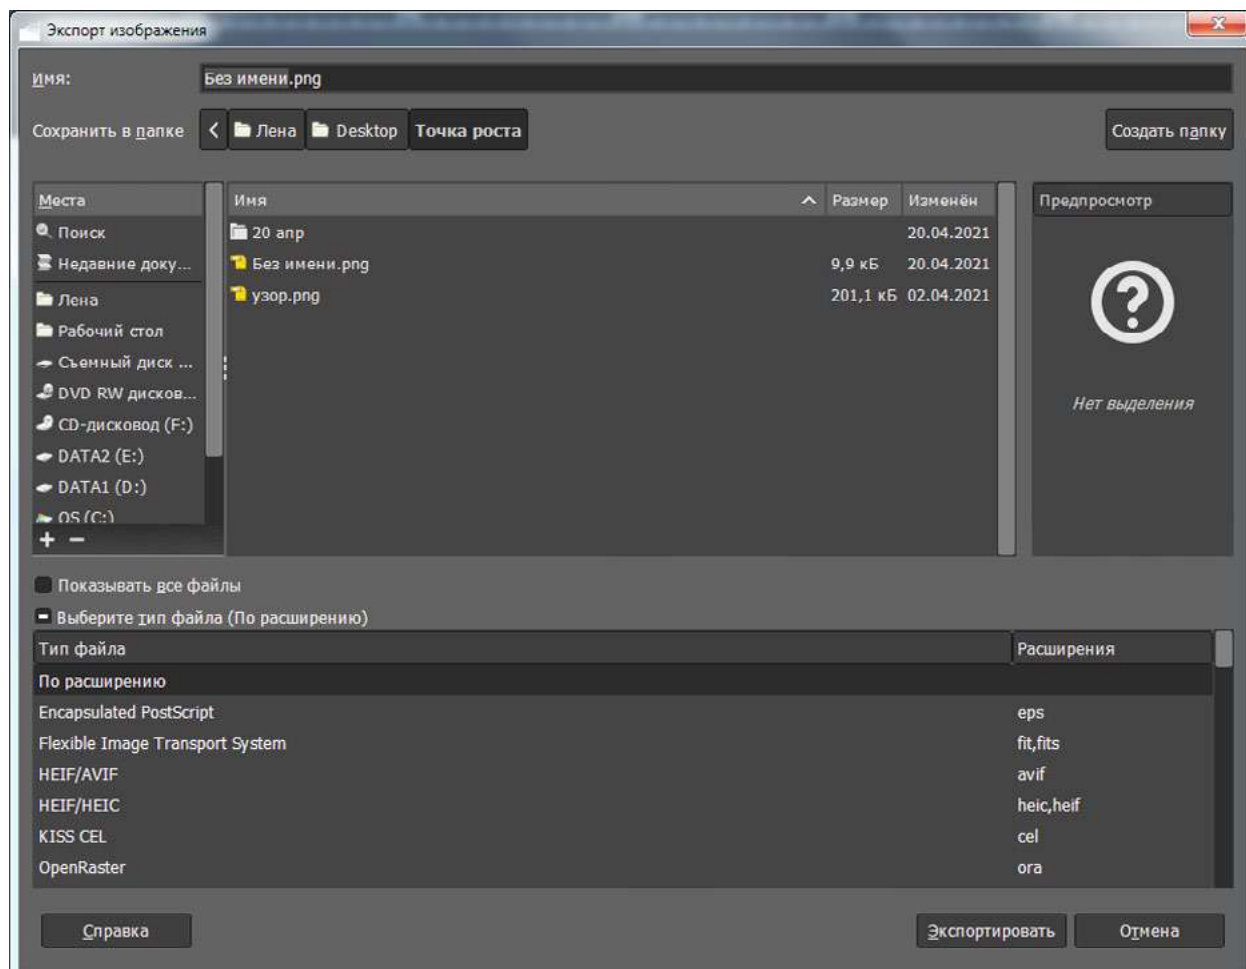 Экспорт изображения
Имя: Без имени.png
Сохранить в папке < Лена Desktop Точка роста Создать папку
Места Имя Размер Изменён Предпросмотр
Поиск 20 апр 20.04.2021
Недавние доку... Без имени.png 9,9 кБ 20.04.2021
Лена узор.png 201,1 кБ 02.04.2021
Рабочий стол
Съемный диск ...
DVD RW дисков... Нет выделения
CD-дисковод (F:)
DATA2 (E:)
DATA1 (D:)
OS (C:)
Показывать все файлы
Выберите тип файла (По расширению)
Тип файла Расширения
По расширению
Encapsulated PostScript eps
Flexible Image Transport System fit,fits
HEIF/AVIF avif
HEIF/HEIC heic,heif
KISS CEL cel
OpenRaster ora
Справка Экспортировать Отмена